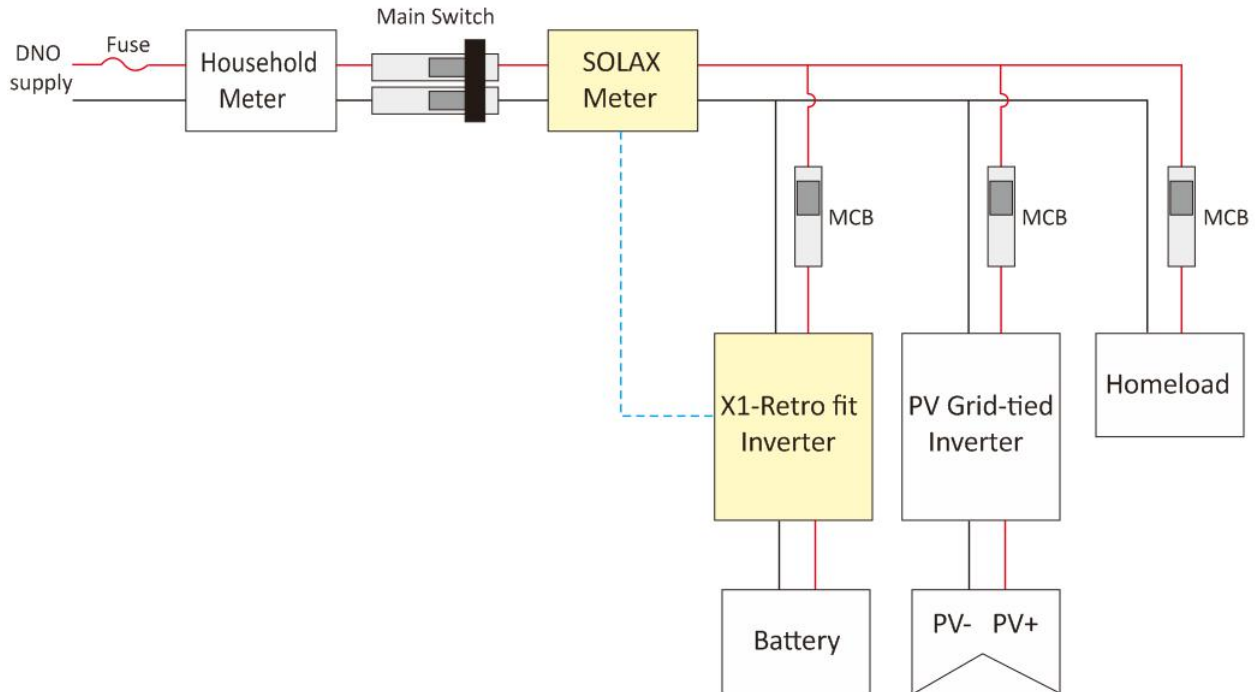 Main Switch
DNO
supply
Fuse
Household
Meter
SOLAX
Meter
MCB
MCB
MCB
X1-Retro fit
Inverter
PV Grid-tied
Inverter
Homeload
Battery
PV- PV+